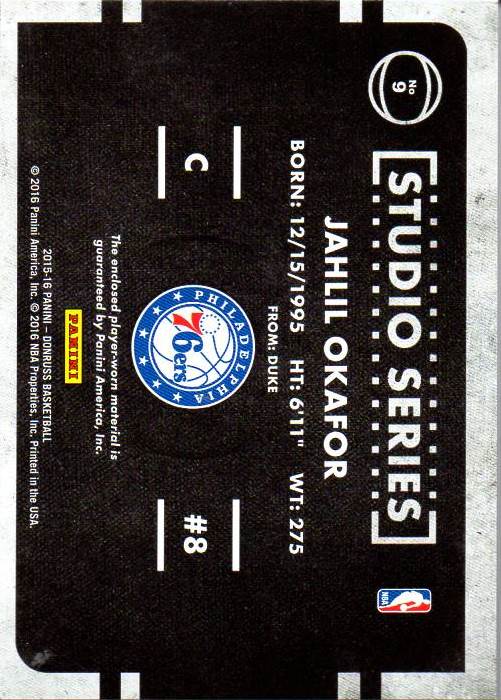 No
9
STUDIO SERIES
NBA
JAHLIL OKAFOR
BORN: 12/15/1995 HT: 6'11" WT: 275
FROM: DUKE
C
PHILADELPHIA
76ers
#8
The enclosed player-worn material is
guaranteed by Panini America, Inc.
PANINI
2015-16 PANINI – DONRUSS BASKETBALL
© 2016 Panini America, Inc. © 2016 NBA Properties, Inc. Printed in the USA.